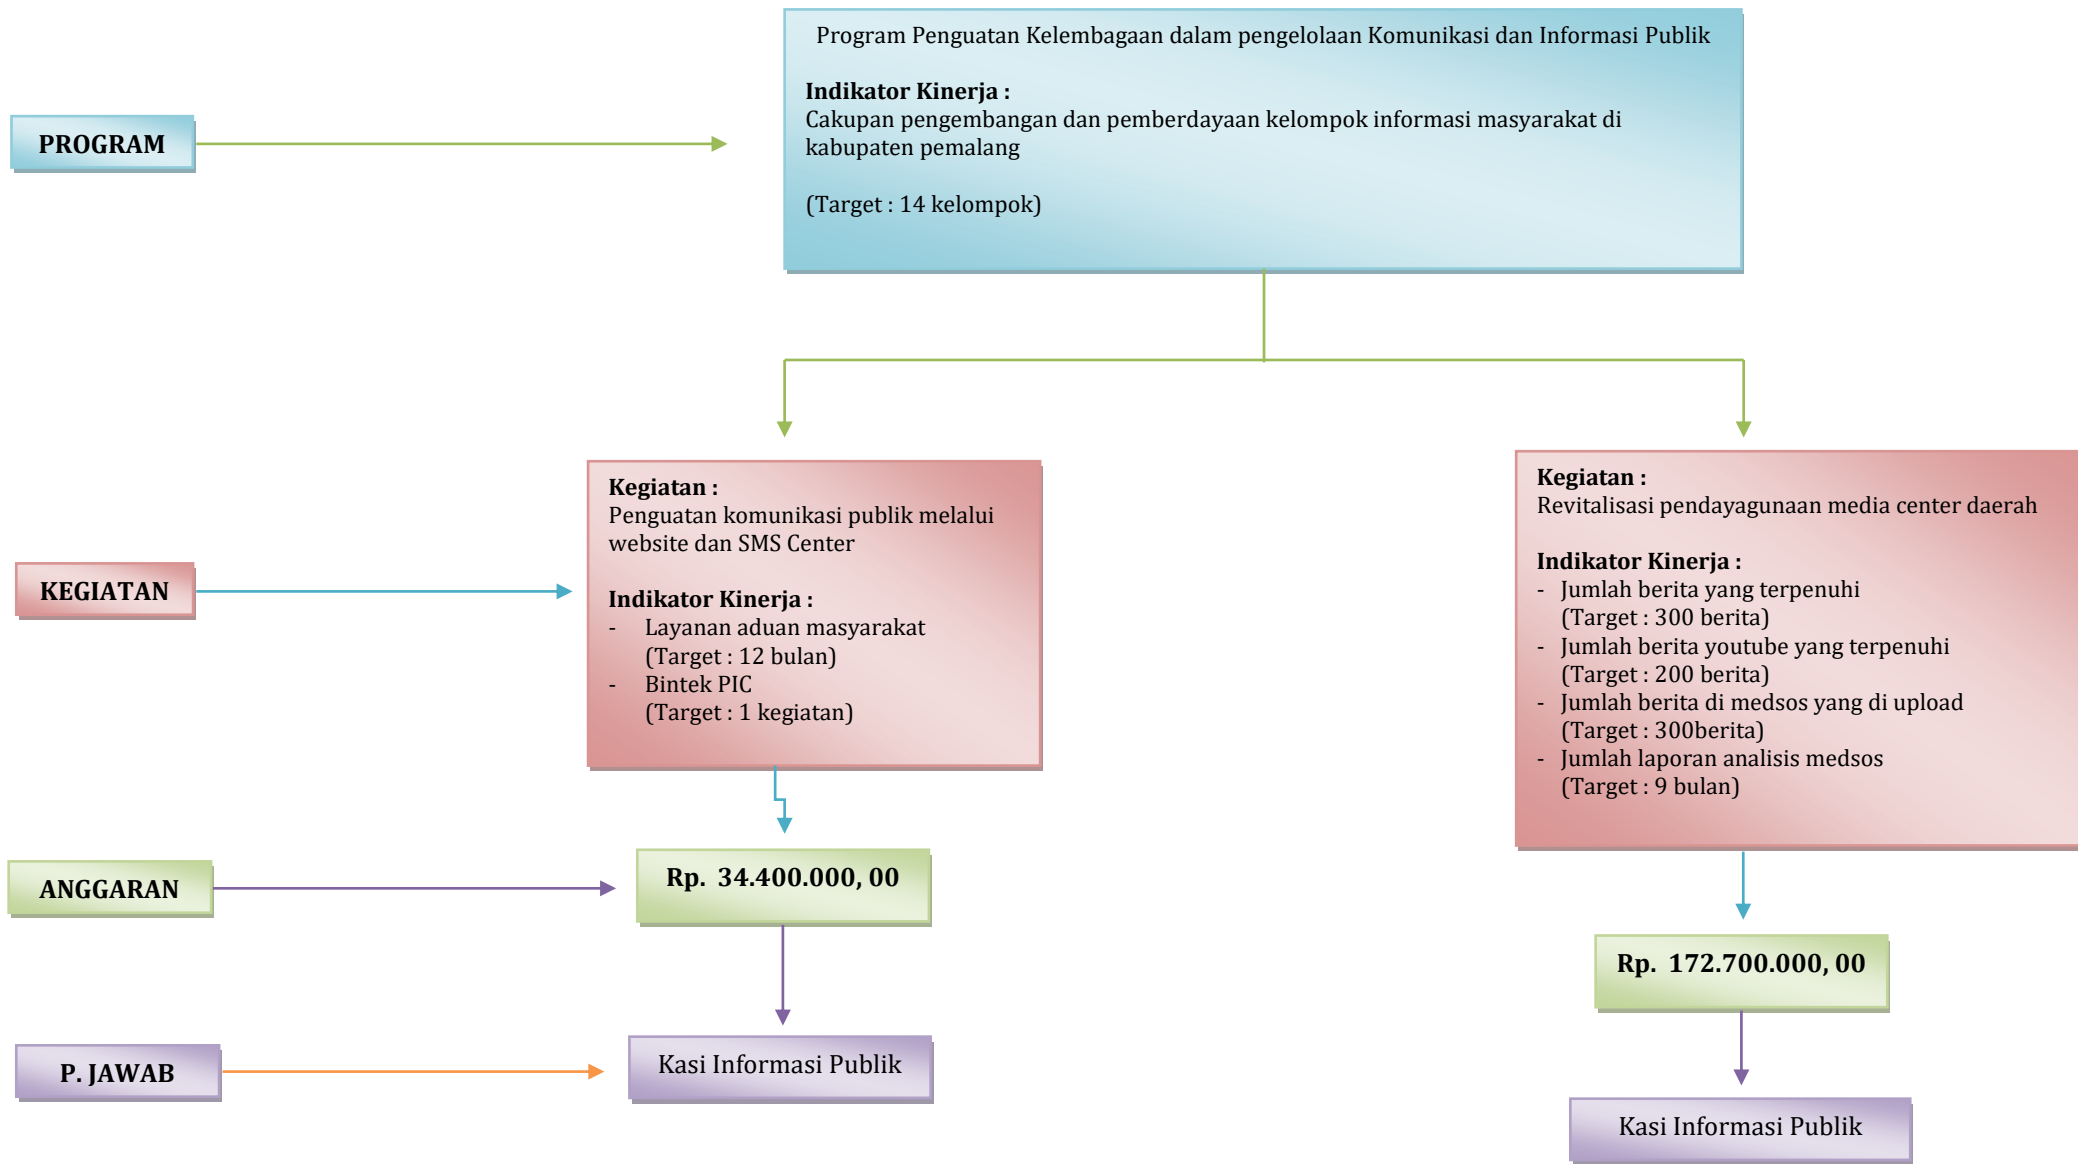 Program Penguatan Kelembagaan dalam pengelolaan Komunikasi dan Informasi Publik
Indikator Kinerja :
Cakupan pengembangan dan pemberdayaan kelompok informasi masyarakat di
kabupaten pemalang
(Target : 14 kelompok)
PROGRAM
Kegiatan :
Penguatan komunikasi publik melalui
website dan SMS Center
Indikator Kinerja :
- Layanan aduan masyarakat
(Target : 12 bulan)
- Bintek PIC
(Target : 1 kegiatan)
Kegiatan :
Revitalisasi pendayagunaan media center daerah
Indikator Kinerja :
- Jumlah berita yang terpenuhi
(Target : 300 berita)
- Jumlah berita youtube yang terpenuhi
(Target : 200 berita)
- Jumlah berita di medsos yang di upload
(Target : 300berita)
- Jumlah laporan analisis medsos
(Target : 9 bulan)
KEGIATAN
ANGGARAN
Rp. 34.400.000, 00
Rp. 172.700.000, 00
P. JAWAB
Kasi Informasi Publik
Kasi Informasi Publik